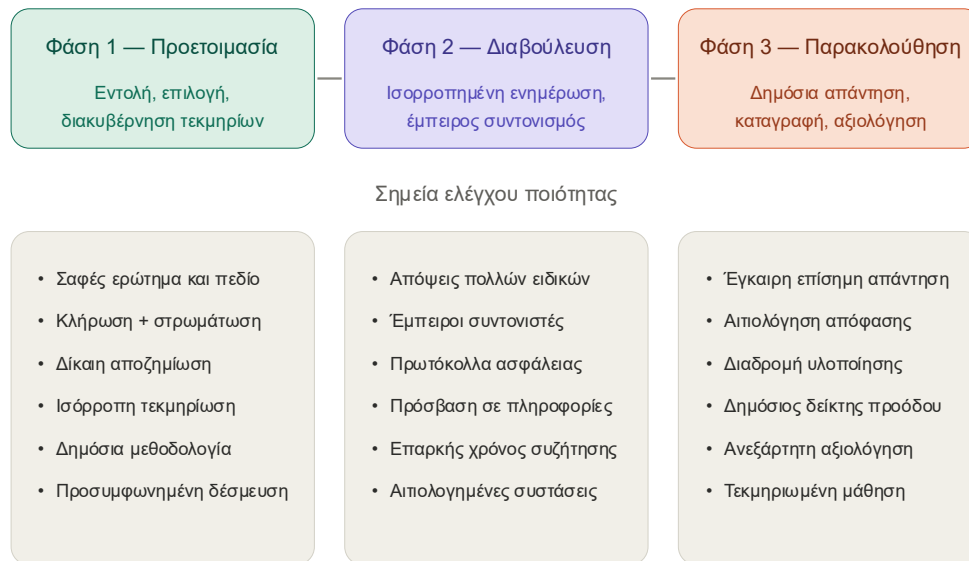 Φάση 1 — Προετοιμασία
Εντολή, επιλογή,
διακυβέρνηση τεκμηρίων
Φάση 2 — Διαβούλευση
Ισορροπημένη ενημέρωση,
έμπειρος συντονισμός
Φάση 3 — Παρακολούθηση
Δημόσια απάντηση,
καταγραφή, αξιολόγηση
Σημεία ελέγχου ποιότητας
• Σαφές ερώτημα και πεδίο
• Κλήρωση + στρωμάτωση
• Δίκαιη αποζημίωση
• Ισόρροπη τεκμηρίωση
• Δημόσια μεθοδολογία
• Προσυμφωνημένη δέσμευση
• Απόψεις πολλών ειδικών
• Έμπειροι συντονιστές
• Πρωτόκολλα ασφάλειας
• Πρόσβαση σε πληροφορίες
• Επαρκής χρόνος συζήτησης
• Αιτιολογημένες συστάσεις
• Έγκαιρη επίσημη απάντηση
• Αιτιολόγηση απόφασης
• Διαδρομή υλοποίησης
• Δημόσιος δείκτης προόδου
• Ανεξάρτητη αξιολόγηση
• Τεκμηριωμένη μάθηση